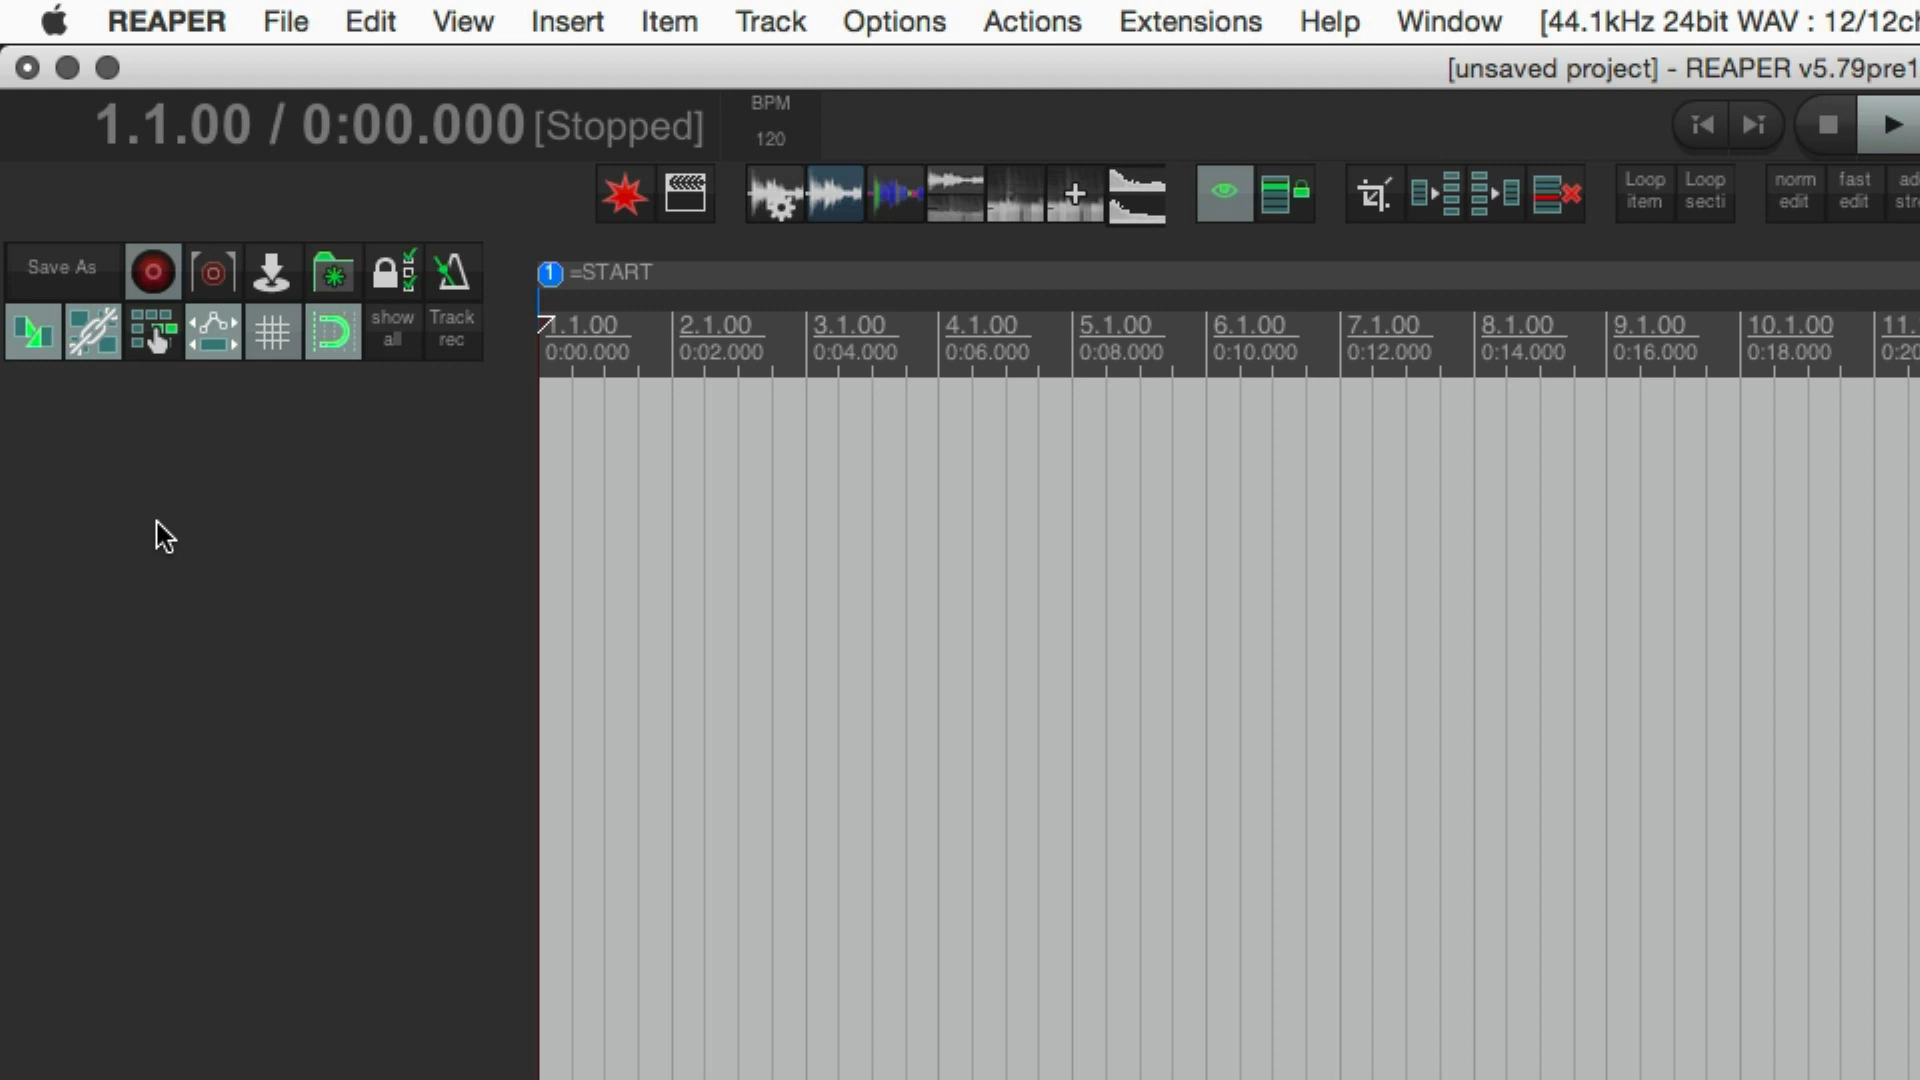 REAPER File Edit View Insert Item Track Options Actions Extensions Help Window [44.1kHz 24bit WAV : 12/12ch
[unsaved project] - REAPER v5.79pre1
1.1.00 / 0:00.000 [Stopped]
BPM
120
Loop item
Loop secti
norm edit
fast edit
Save As
show all
Track rec
1 =START
1.1.00 2.1.00 3.1.00 4.1.00 5.1.00 6.1.00 7.1.00 8.1.00 9.1.00 10.1.00 11.
0:00.000 0:02.000 0:04.000 0:06.000 0:08.000 0:10.000 0:12.000 0:14.000 0:16.000 0:18.000 0:20